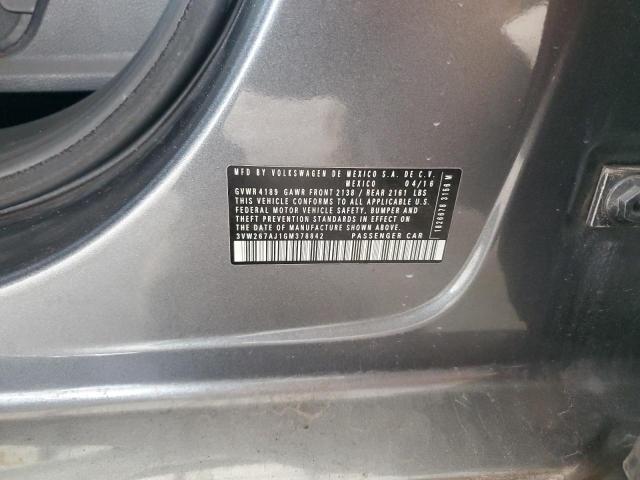 MFD BY VOLKSWAGEN DE MEXICO S.A. DE C.V.
MEXICO 04/16
GVWR 4189 GAWR FRONT 2138 / REAR 2161 LBS
THIS VEHICLE CONFORMS TO ALL APPLICABLE U.S.
FEDERAL MOTOR VEHICLE SAFETY, BUMPER AND
THEFT PREVENTION STANDARDS IN EFFECT ON THE
DATE OF MANUFACTURE SHOWN ABOVE.
3VW267AJ1GM378842 PASSENGER CAR
1626678 3166 M